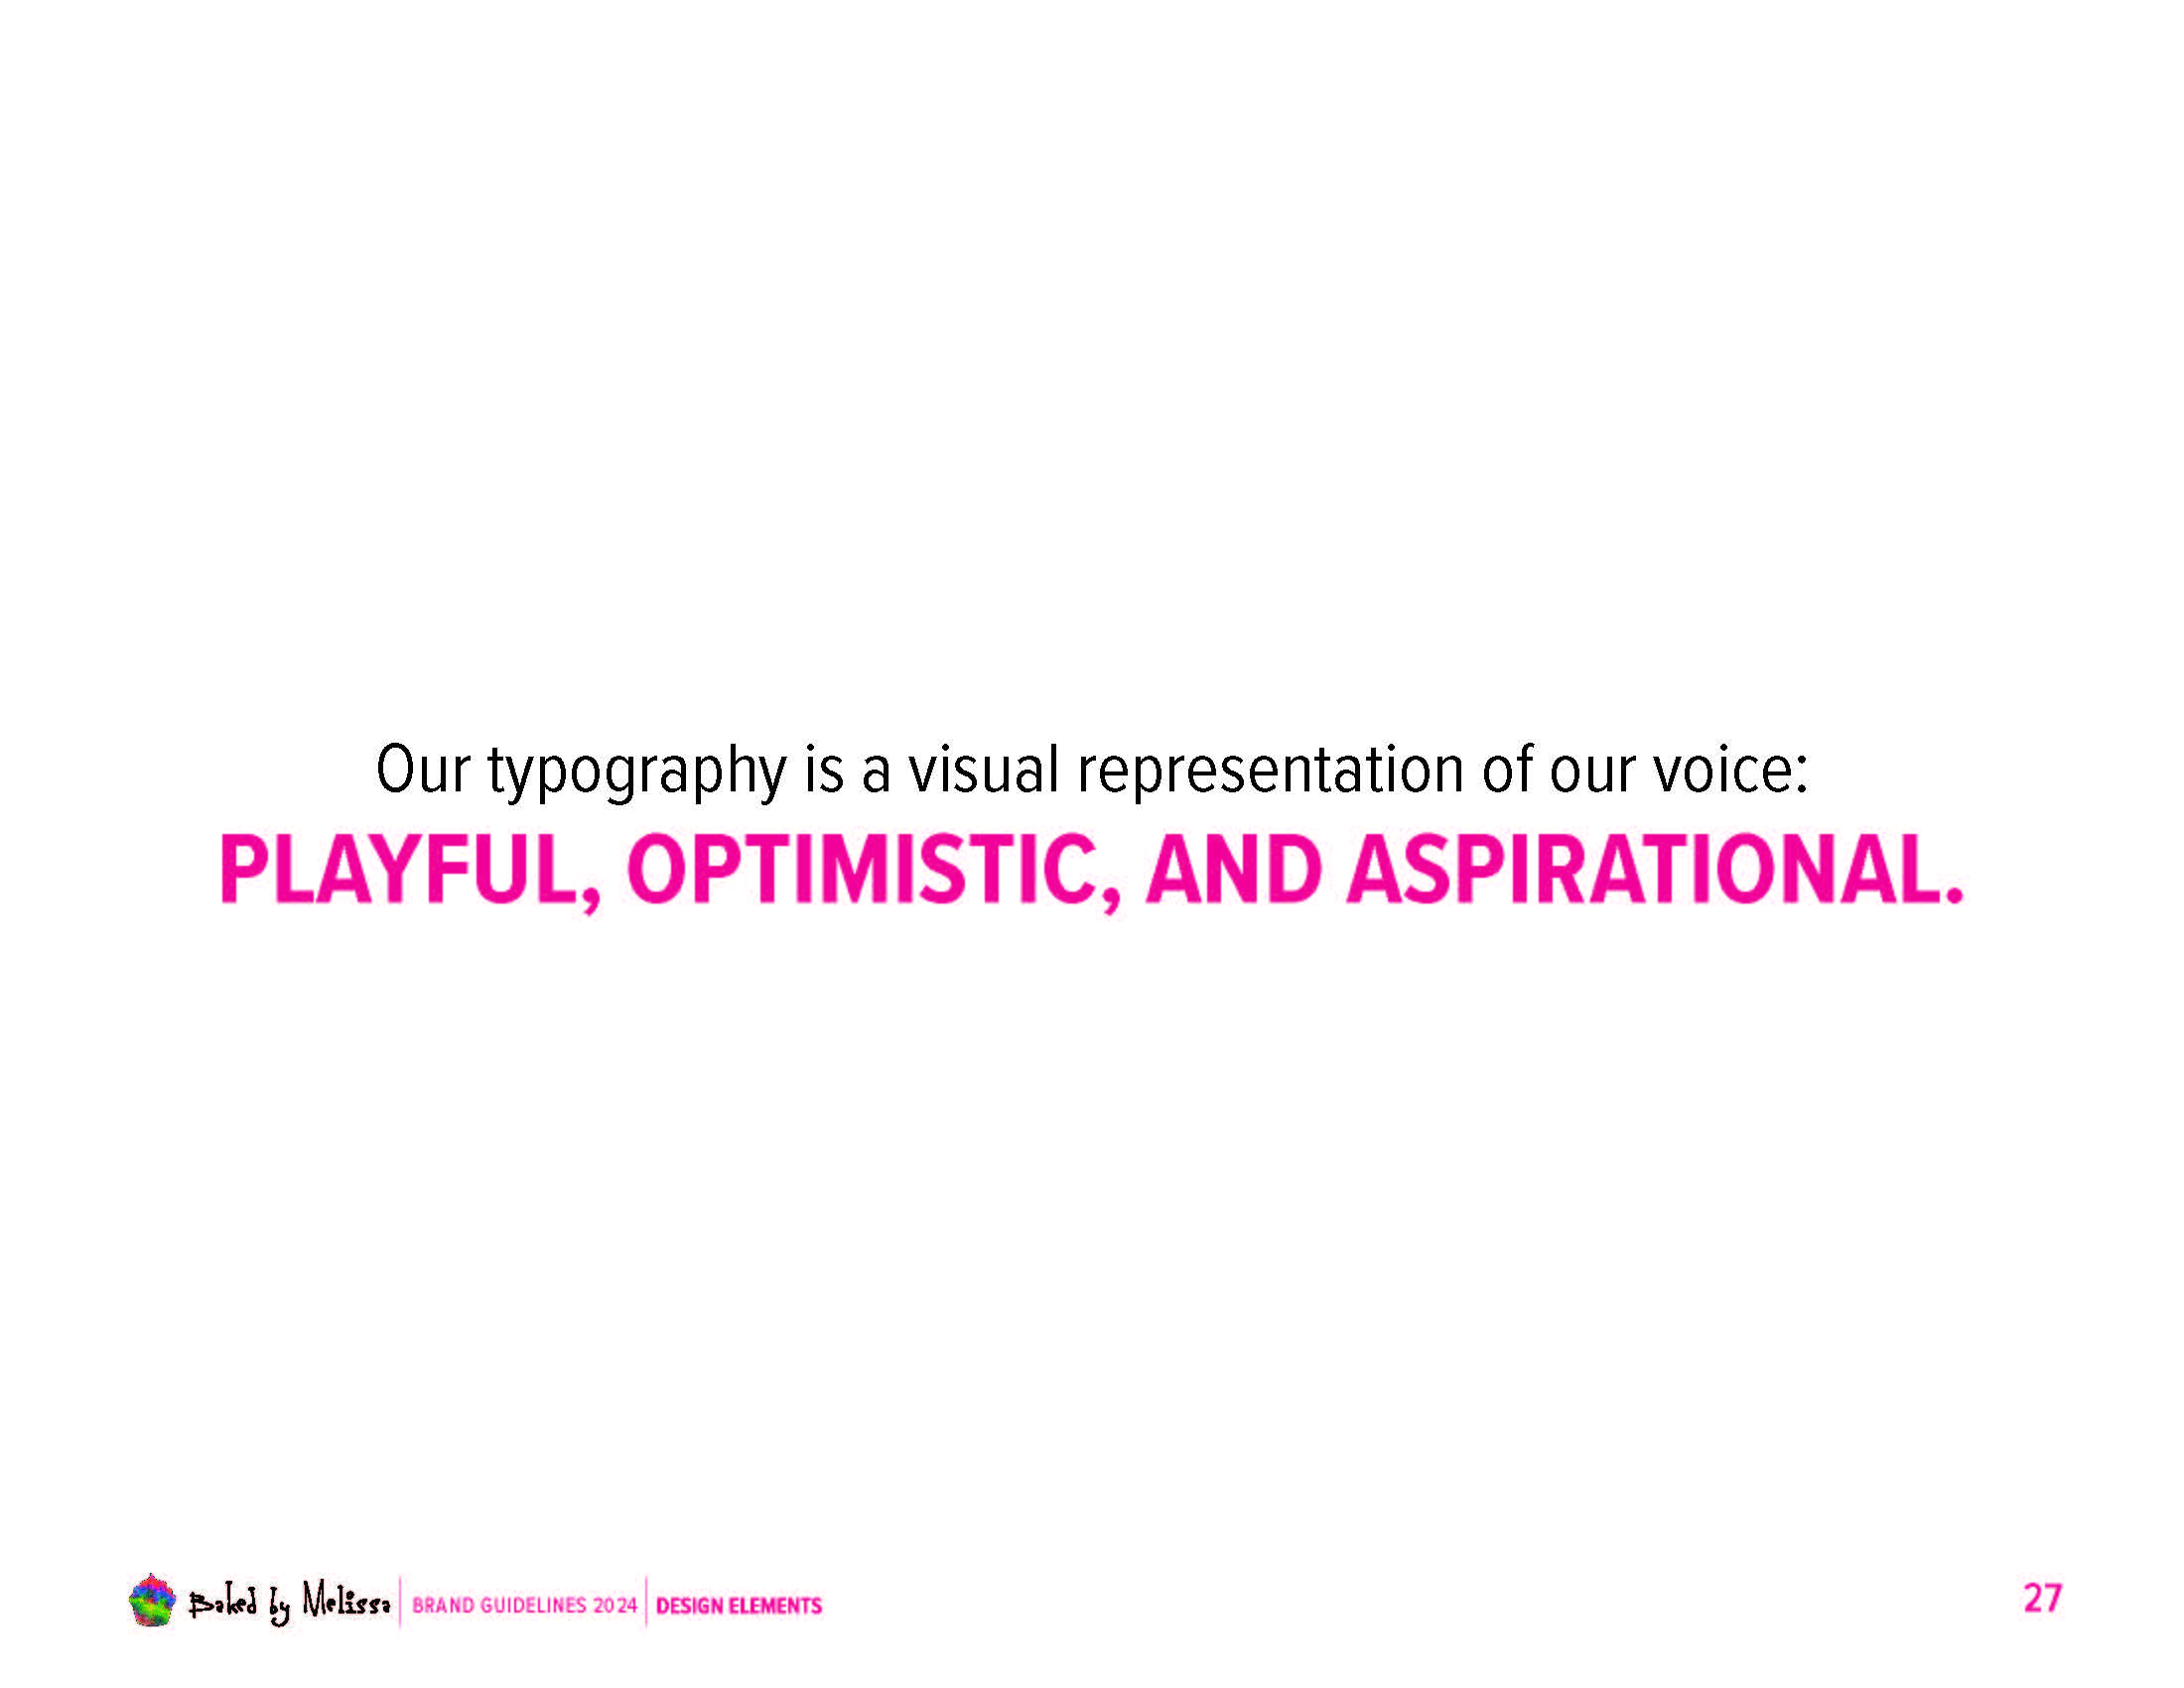 Our typography is a visual representation of our voice:
PLAYFUL, OPTIMISTIC, AND ASPIRATIONAL.
Baked by Melissa BRAND GUIDELINES 2024 DESIGN ELEMENTS 27